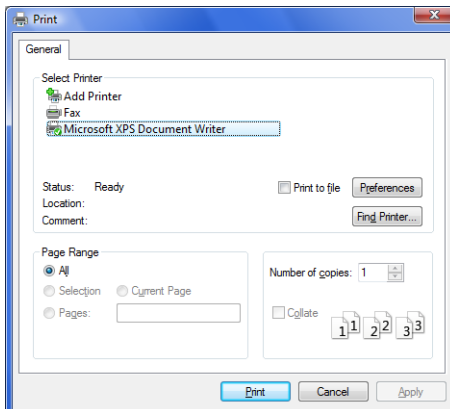 Print
General
Select Printer
Add Printer
Fax
Microsoft XPS Document Writer
Status: Ready
Print to file
Preferences
Location:
Comment:
Find Printer...
Page Range
All
Selection
Current Page
Pages:
Number of copies: 1
Collate
1 1 2 2 3 3
Print
Cancel
Apply